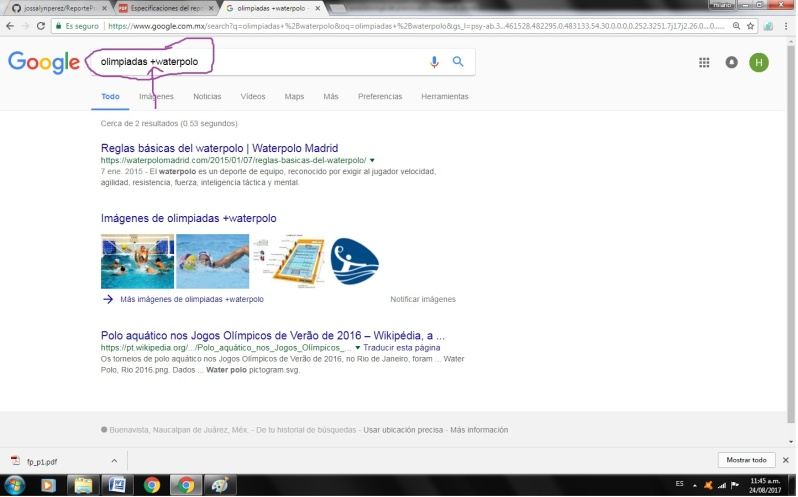 jossalynperez/ReporteP
Especificaciones del repor
olimpiadas +waterpolo -
Hilario
Es seguro
https://www.google.com.mx/search?q=olimpiadas+%2Bwaterpolo&oq=olimpiadas+%2Bwaterpolo&gs_l=psy-ab.3...461528.482295.0.483133.54.30.0.0.0.0.252.3251.7j17j2.26.0....0...
Google
olimpiadas +waterpolo
H
Todo Imágenes Noticias Vídeos Maps Más Preferencias Herramientas
Cerca de 2 resultados (0.53 segundos)
Reglas básicas del waterpolo | Waterpolo Madrid
https://waterpolomadrid.com/2015/01/07/reglas-basicas-del-waterpolo/
7 ene. 2015 - El waterpolo es un deporte de equipo, reconocido por exigir al jugador velocidad,
agilidad, resistencia, fuerza, inteligencia táctica y mental.
Imágenes de olimpiadas +waterpolo
Más imágenes de olimpiadas +waterpolo
Notificar imágenes
Polo aquático nos Jogos Olímpicos de Verão de 2016 – Wikipédia, a ...
https://pt.wikipedia.org/.../Polo_aquático_nos_Jogos_Olímpicos_... Traducir esta página
Os torneios de polo aquático nos Jogos Olímpicos de Verão de 2016, no Rio de Janeiro, foram ... Water
Polo, Rio 2016.png. Dados ... Water polo pictogram.svg.
Buenavista, Naucalpan de Juárez, Méx. - De tu historial de búsquedas - Usar ubicación precisa - Más información
fp_p1.pdf
Mostrar todo
ES
11:45 a.m.
24/08/2017